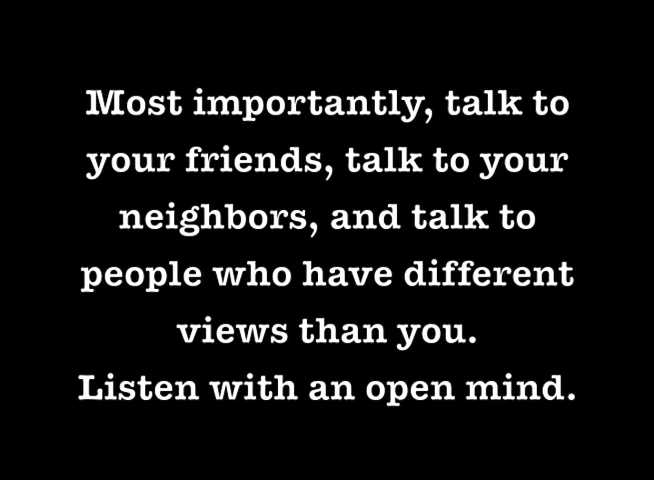 Most importantly, talk to
your friends, talk to your
neighbors, and talk to
people who have different
views than you.
Listen with an open mind.